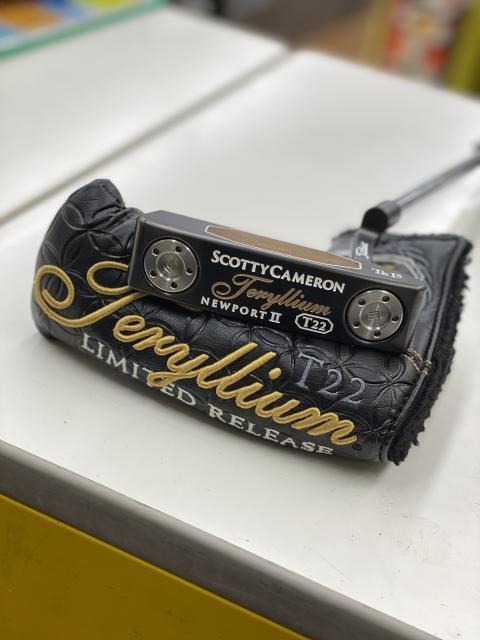 SCOTTY CAMERON
Teryllium
NEWPORT II
T22
Teryllium
T22
LIMITED RELEASE